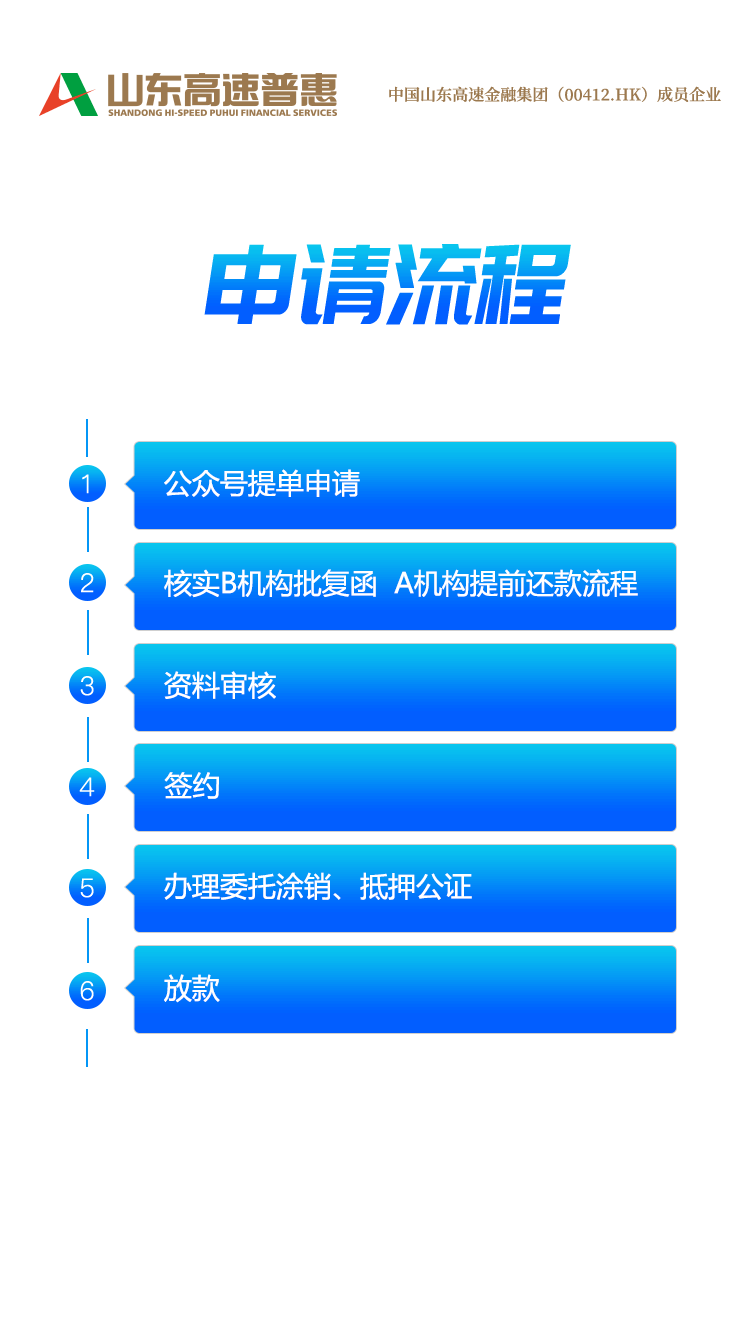 山东高速普惠
SHANDONG HI-SPEED PUHUI FINANCIAL SERVICES
中国山东高速金融集团（00412.HK）成员企业
申请流程
1 公众号提单申请
2 核实B机构批复函 A机构提前还款流程
3 资料审核
4 签约
5 办理委托涂销、抵押公证
6 放款